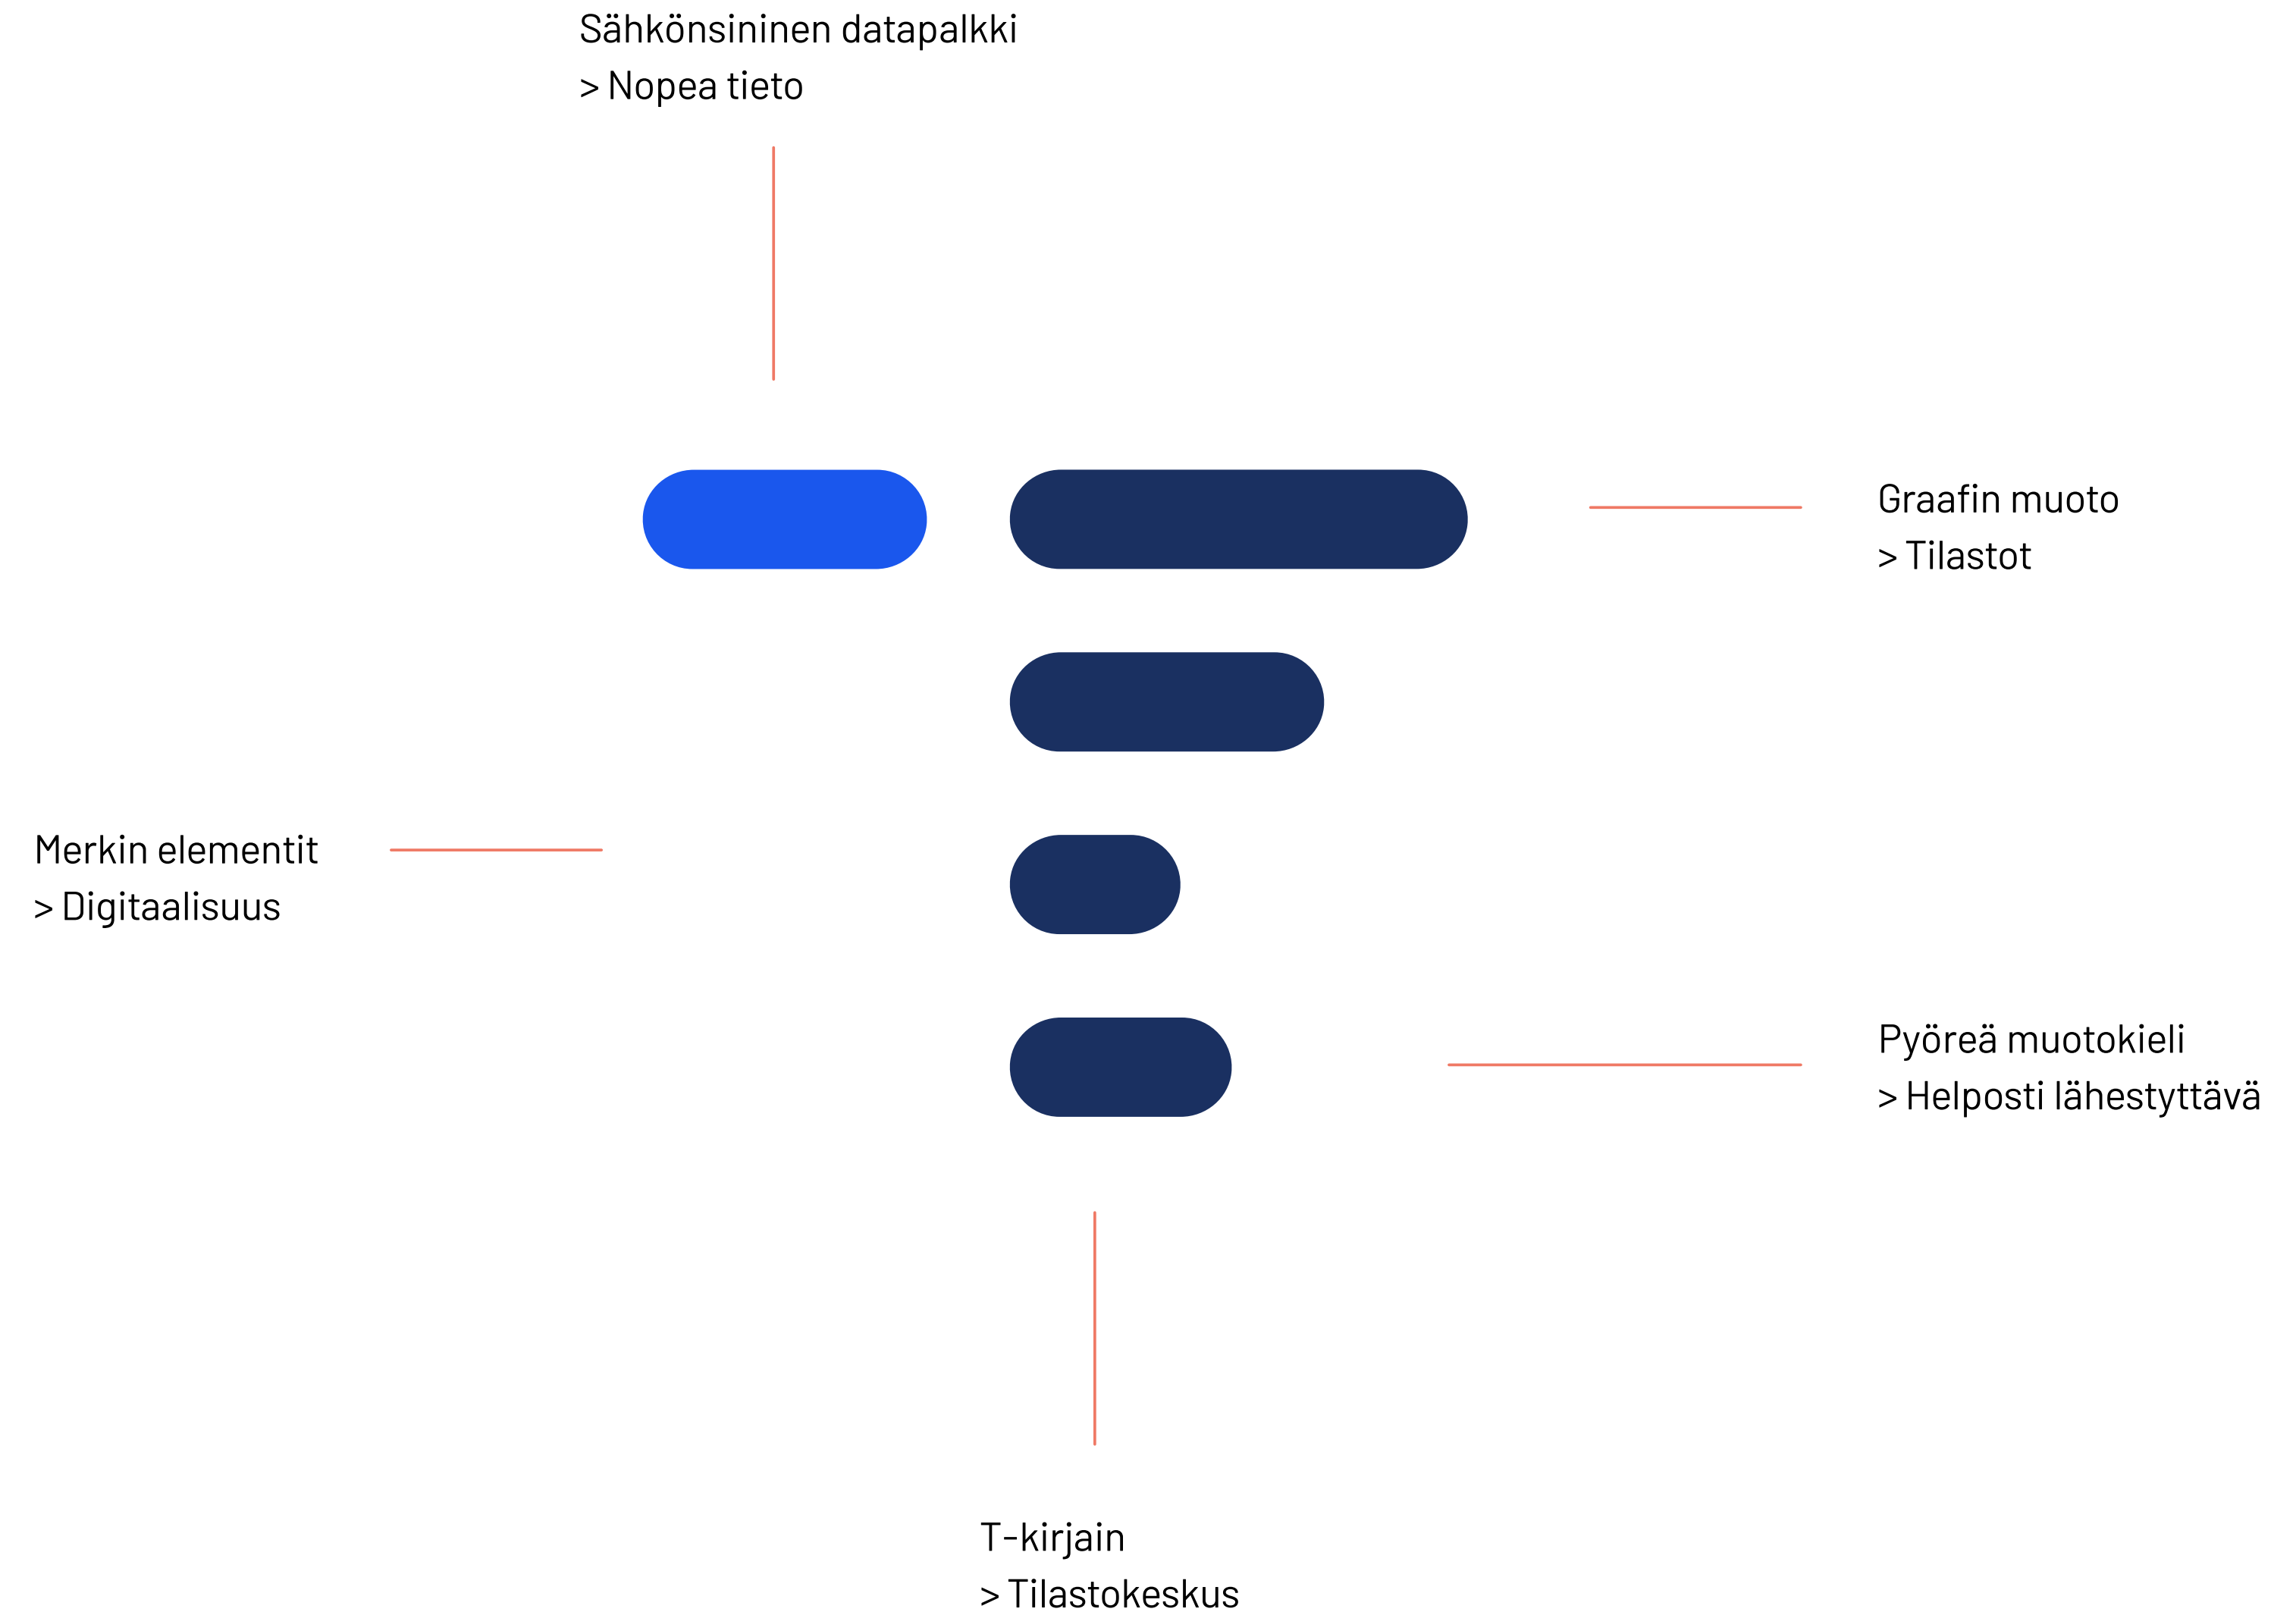 Sähkönsininen datapalkki
> Nopea tieto
Graafin muoto
> Tilastot
Merkin elementit
> Digitaalisuus
Pyöreä muotokieli
> Helposti lähestyttävä
T-kirjain
> Tilastokeskus